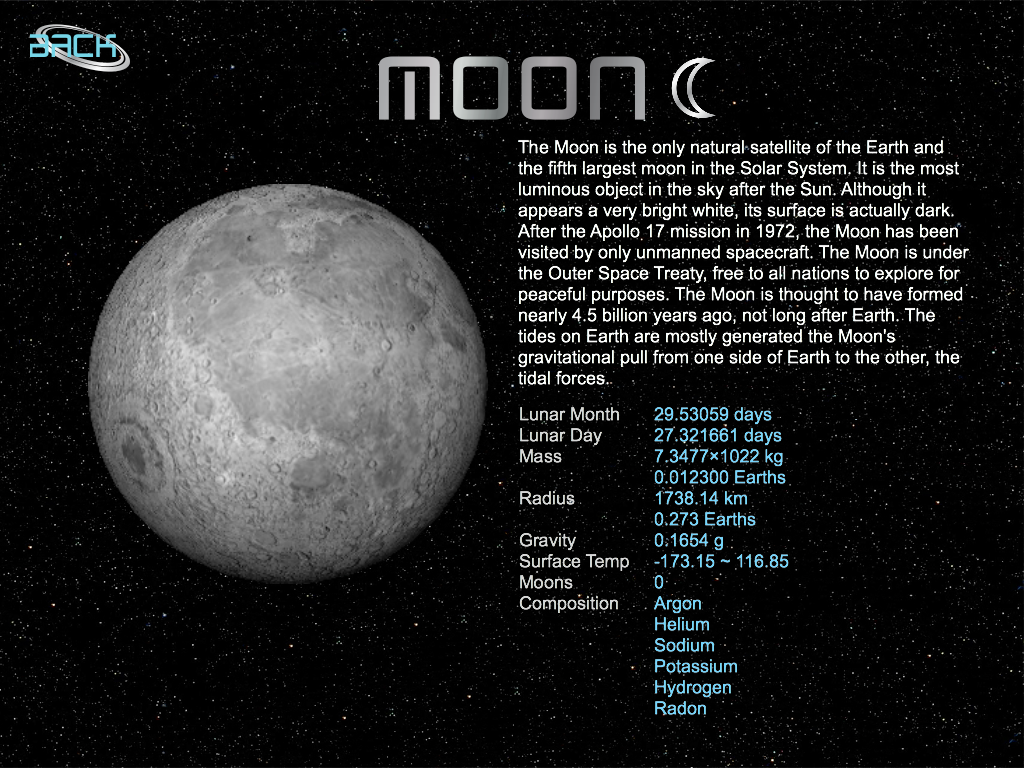 BACK
MOON
The Moon is the only natural satellite of the Earth and
the fifth largest moon in the Solar System. It is the most
luminous object in the sky after the Sun. Although it
appears a very bright white, its surface is actually dark.
After the Apollo 17 mission in 1972, the Moon has been
visited by only unmanned spacecraft. The Moon is under
the Outer Space Treaty, free to all nations to explore for
peaceful purposes. The Moon is thought to have formed
nearly 4.5 billion years ago, not long after Earth. The
tides on Earth are mostly generated the Moon's
gravitational pull from one side of Earth to the other, the
tidal forces.
Lunar Month 29.53059 days
Lunar Day 27.321661 days
Mass 7.3477×1022 kg
0.012300 Earths
Radius 1738.14 km
0.273 Earths
Gravity 0.1654 g
Surface Temp -173.15 ~ 116.85
Moons 0
Composition Argon
Helium
Sodium
Potassium
Hydrogen
Radon